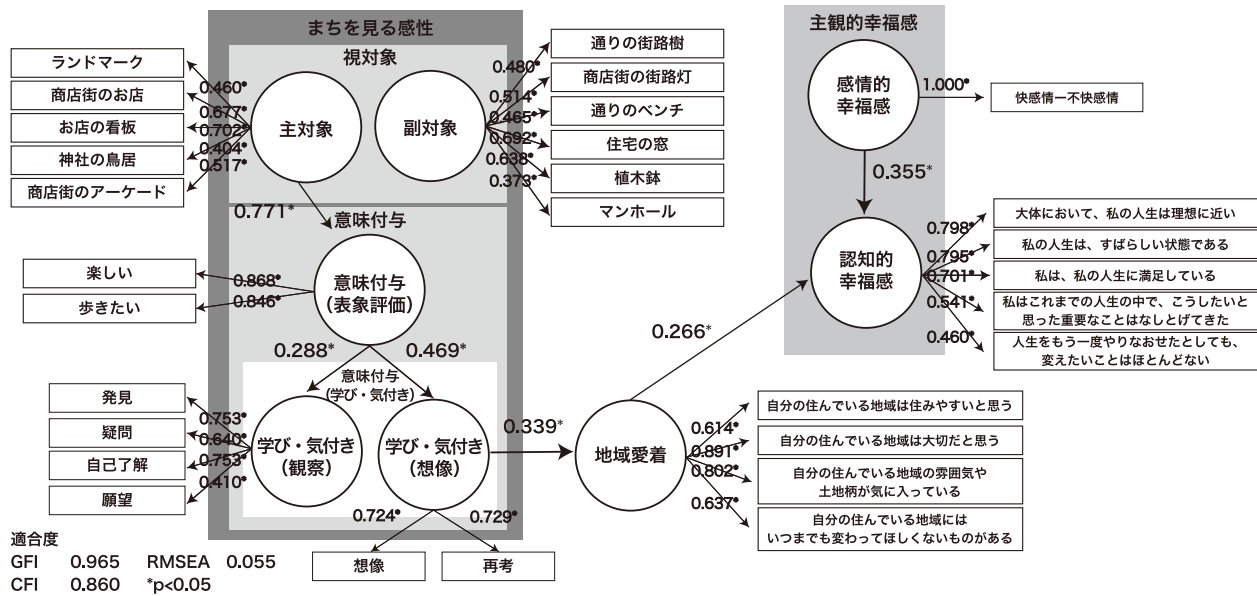 まちを見る感性
視対象
ランドマーク
商店街のお店
お店の看板
神社の鳥居
商店街のアーケード
0.460*
0.677*
0.702*
0.404*
0.517*
主対象
副対象
0.480*
0.514*
0.465*
0.692*
0.638*
0.373*
通りの街路樹
商店街の街路灯
通りのベンチ
住宅の窓
植木鉢
マンホール
0.771*
意味付与
楽しい
歩きたい
0.868*
0.846*
意味付与
(表象評価)
0.288*
0.469*
意味付与
(学び・気付き)
発見
疑問
自己了解
願望
0.753*
0.640*
0.753*
0.410*
学び・気付き
(観察)
学び・気付き
(想像)
0.724*
0.729*
想像
再考
0.339*
地域愛着
0.266*
0.614*
0.891*
0.802*
0.637*
自分の住んでいる地域は住みやすいと思う
自分の住んでいる地域は大切だと思う
自分の住んでいる地域の雰囲気や
土地柄が気に入っている
自分の住んでいる地域には
いつまでも変わってほしくないものがある
主観的幸福感
感情的
幸福感
1.000*
快感情ー不快感情
0.355*
認知的
幸福感
0.798*
0.795*
0.701*
0.541*
0.460*
大体において、私の人生は理想に近い
私の人生は、すばらしい状態である
私は、私の人生に満足している
私はこれまでの人生の中で、こうしたいと
思った重要なことはなしとげてきた
人生をもう一度やりなおせたとしても、
変えたいことはほとんどない
適合度
GFI 0.965 RMSEA 0.055
CFI 0.860 *p<0.05